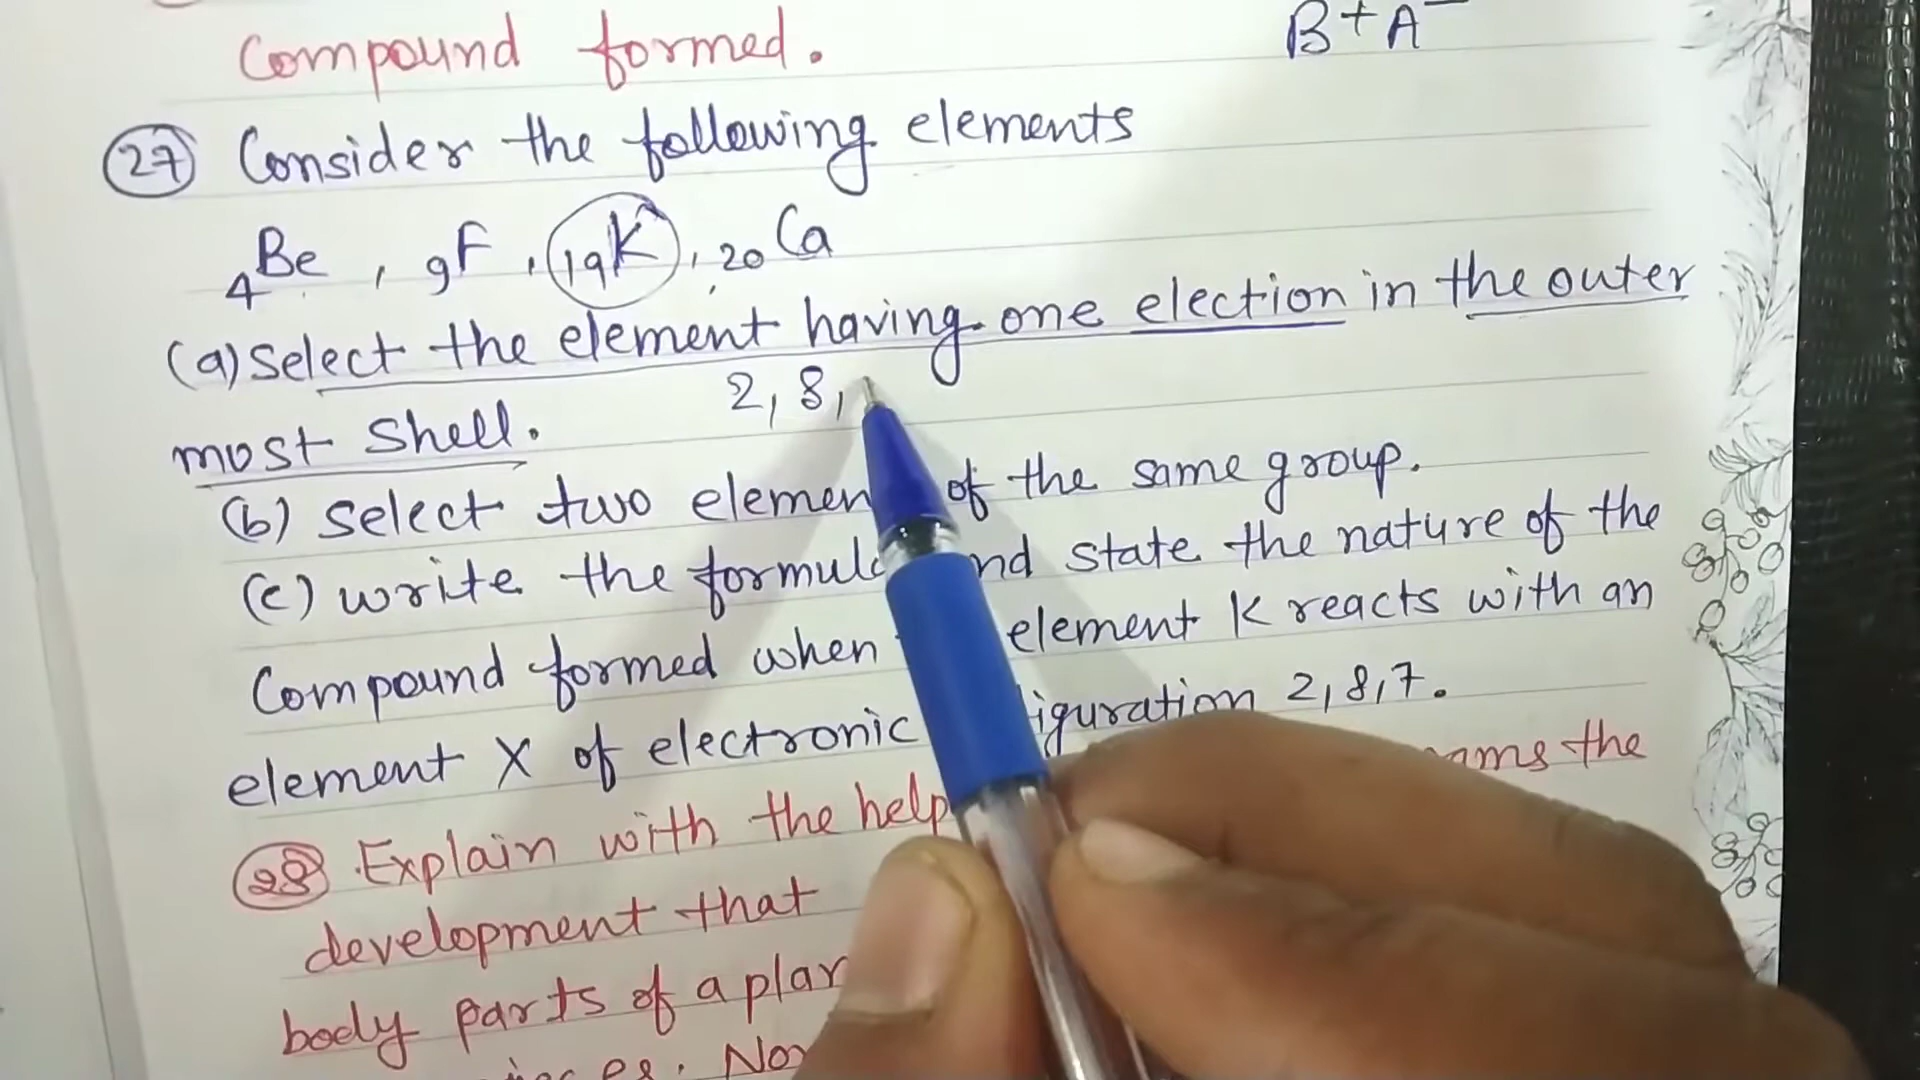 Compound formed.
B+A-
27 Consider the following elements
4Be, 9F, 19K, 20Ca
(a) Select the element having one election in the outer
2, 8,
most shell.
(b) select two elemen of the same group.
(c) write the formula nd state the nature of the
Compound formed when element K reacts with an
element X of electronic iguration 2,8,7.
28 Explain with the help ams the
development that
body parts of a plan